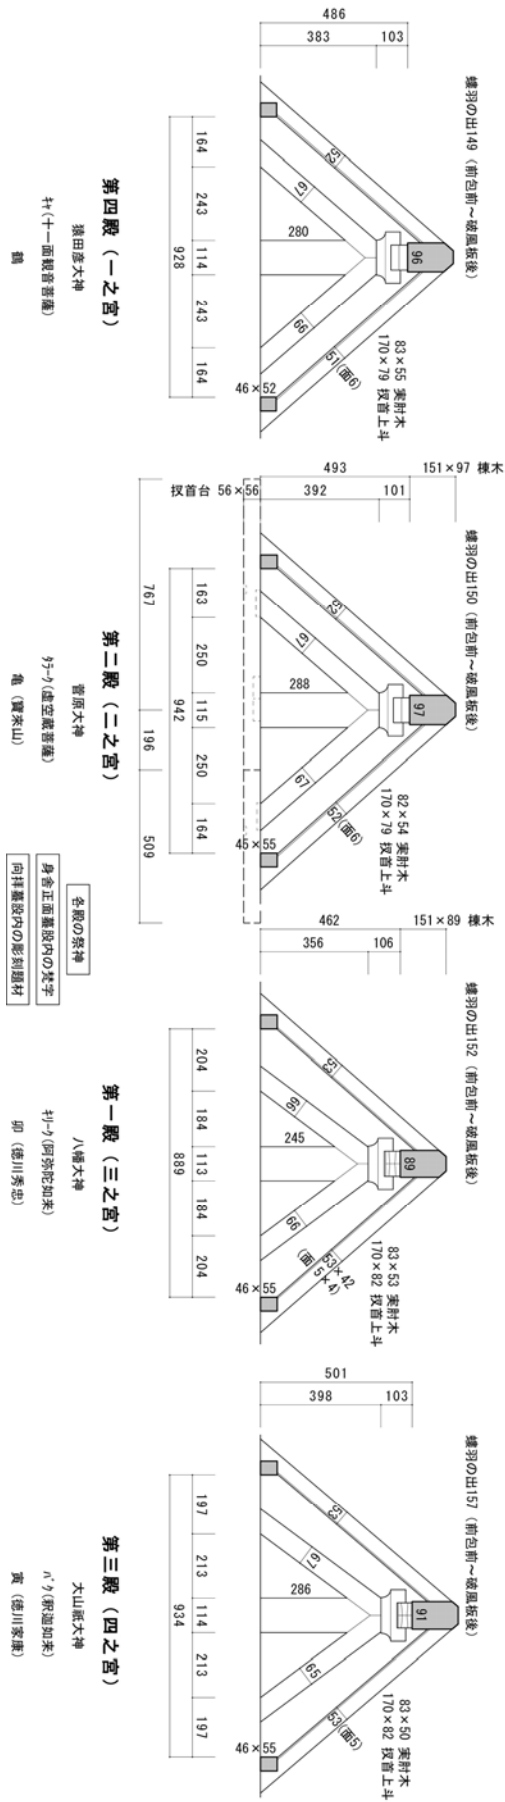 486
383
103
螻羽の出149 (前包前～破風板後)
52
67
280
96
66
51(面6)
83×55 実肘木
170×79 扠首上斗
46×52
164
243
114
243
164
928
第四殿 (一之宮)
猿田彦大神
ｷｬ(十一面観音菩薩)
鶴
493
151×97 棟木
扠首台 56×56
392
101
螻羽の出150 (前包前～破風板後)
52
67
288
97
67
52(面6)
82×54 実肘木
170×79 扠首上斗
45×55
163
250
115
250
164
942
767
196
509
第二殿 (二之宮)
菅原大神
ﾀﾗｰｸ(虚空蔵菩薩)
亀 (寶来山)
各殿の祭神
身舎正面蟇股内の梵字
向拝蟇股内の彫刻題材
462
151×89 棟木
356
106
螻羽の出152 (前包前～破風板後)
53
66
245
89
66
53×42
(面5×4)
83×53 実肘木
170×82 扠首上斗
46×55
204
184
113
184
204
889
第一殿 (三之宮)
八幡大神
ｷﾘｰｸ(阿弥陀如来)
卯 (徳川秀忠)
501
398
103
螻羽の出157 (前包前～破風板後)
53
67
286
91
65
53(面5)
83×50 実肘木
170×82 扠首上斗
46×55
197
213
114
213
197
934
第三殿 (四之宮)
大山祇大神
ﾊﾞｸ(釈迦如来)
寅 (徳川家康)